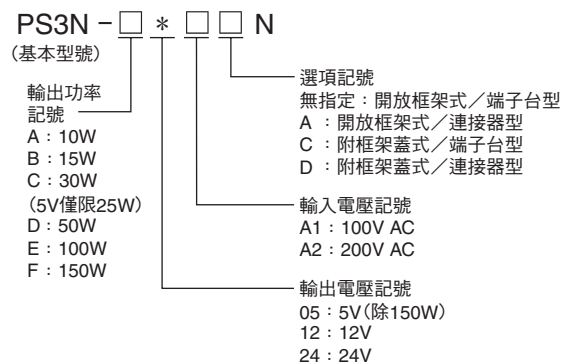 PS3N-□ * □ □ N
(基本型號)
輸出功率
記號
A：10W
B：15W
C：30W
(5V僅限25W)
D：50W
E：100W
F：150W
選項記號
無指定：開放框架式／端子台型
A ：開放框架式／連接器型
C ：附框架蓋式／端子台型
D ：附框架蓋式／連接器型
輸入電壓記號
A1：100V AC
A2：200V AC
輸出電壓記號
05：5V(除150W)
12：12V
24：24V